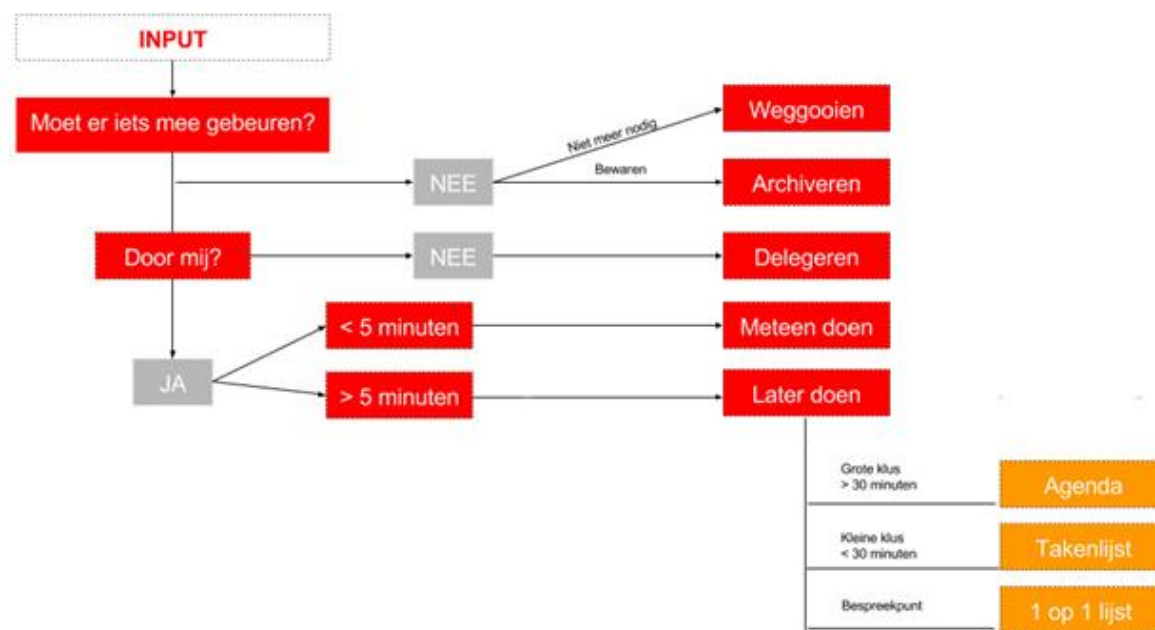 INPUT
Moet er iets mee gebeuren?
Weggooien
Niet meer nodig
NEE
Bewaren
Archiveren
Door mij?
NEE
Delegeren
< 5 minuten
Meteen doen
JA
> 5 minuten
Later doen
Grote klus
> 30 minuten
Agenda
Kleine klus
< 30 minuten
Takenlijst
Bespreekpunt
1 op 1 lijst